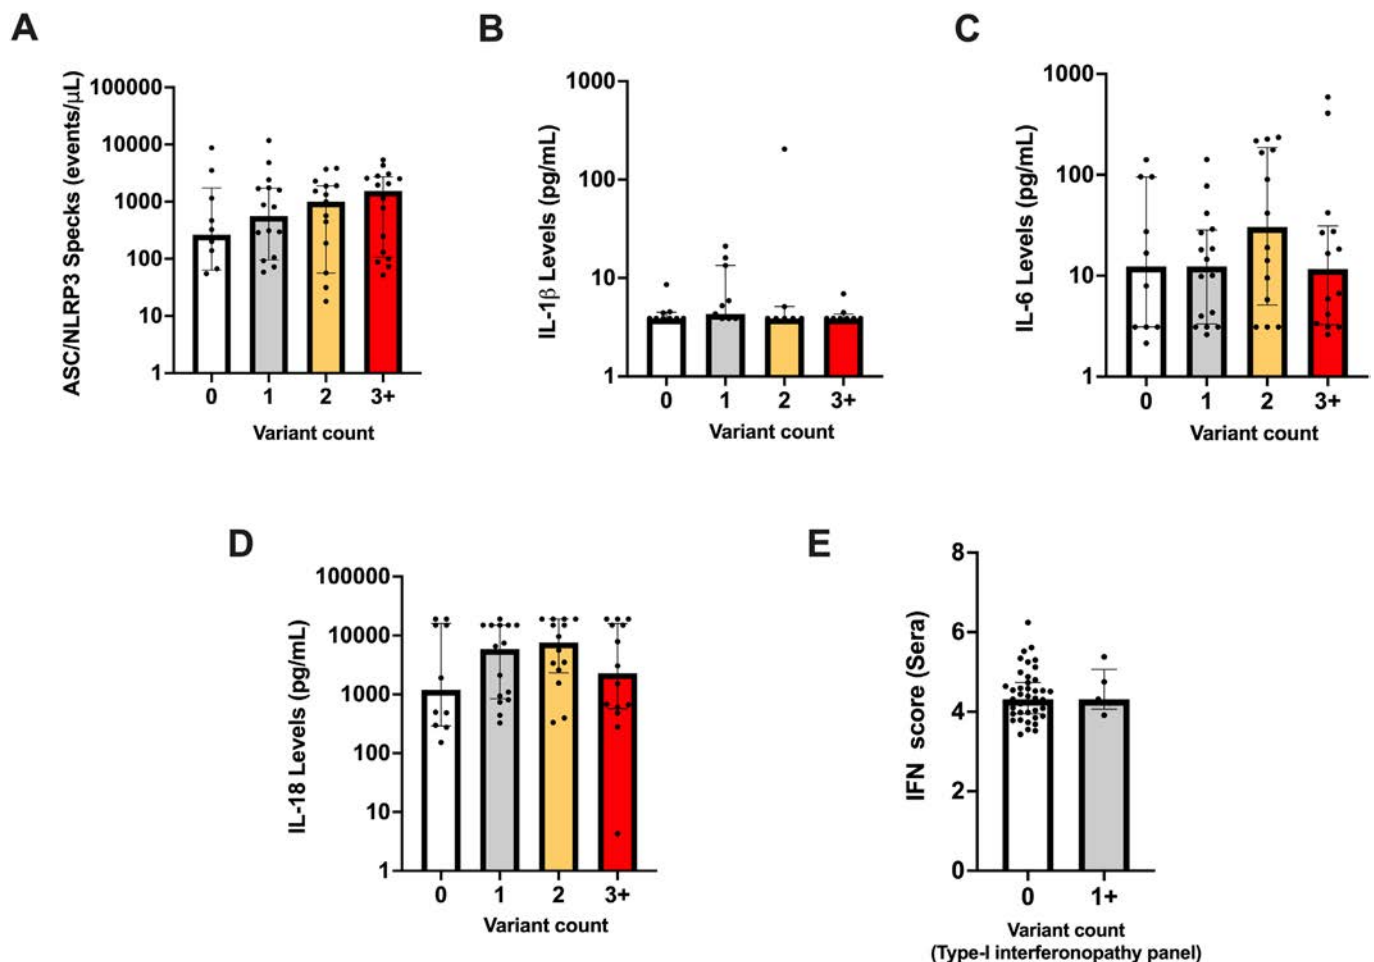 A
ASC/NLRP3 Specks (events/μL)
100000
10000
1000
100
10
1
0 1 2 3+
Variant count
B
IL-1β Levels (pg/mL)
1000
100
10
1
0 1 2 3+
Variant count
C
IL-6 Levels (pg/mL)
1000
100
10
1
0 1 2 3+
Variant count
D
IL-18 Levels (pg/mL)
100000
10000
1000
100
10
1
0 1 2 3+
Variant count
E
IFN score (Sera)
8
6
4
2
0
0 1+
Variant count
(Type-I interferonopathy panel)